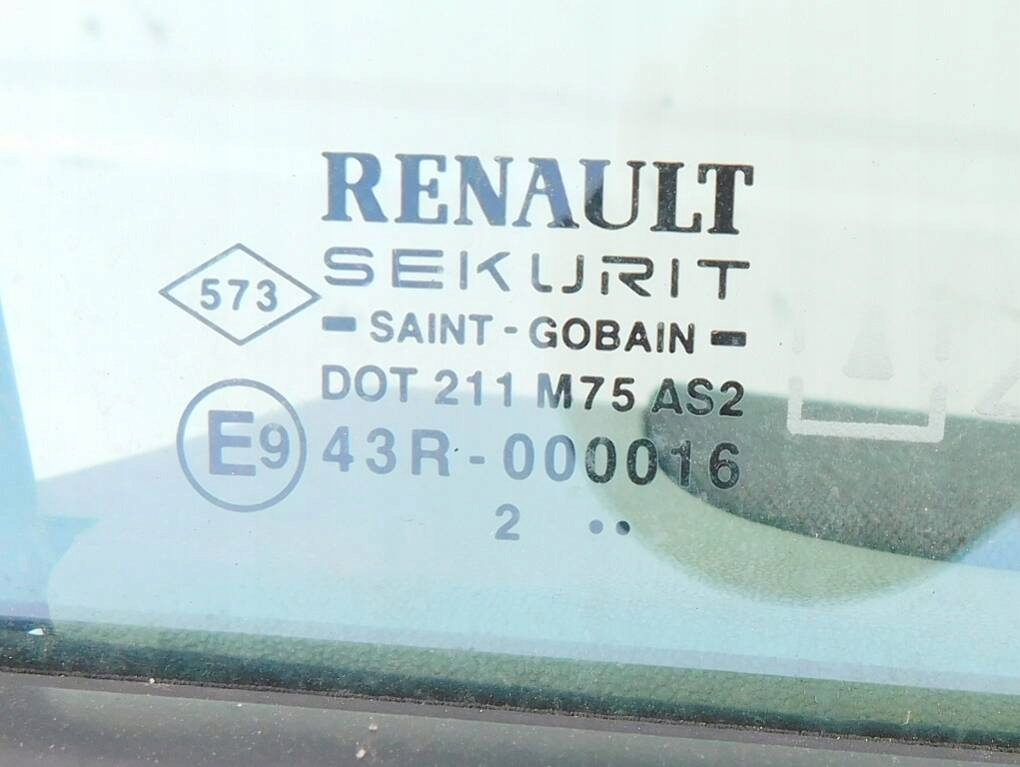 RENAULT
SEKURIT
573
SAINT-GOBAIN
DOT 211 M75 AS2
E9 43R-000016
2 ..